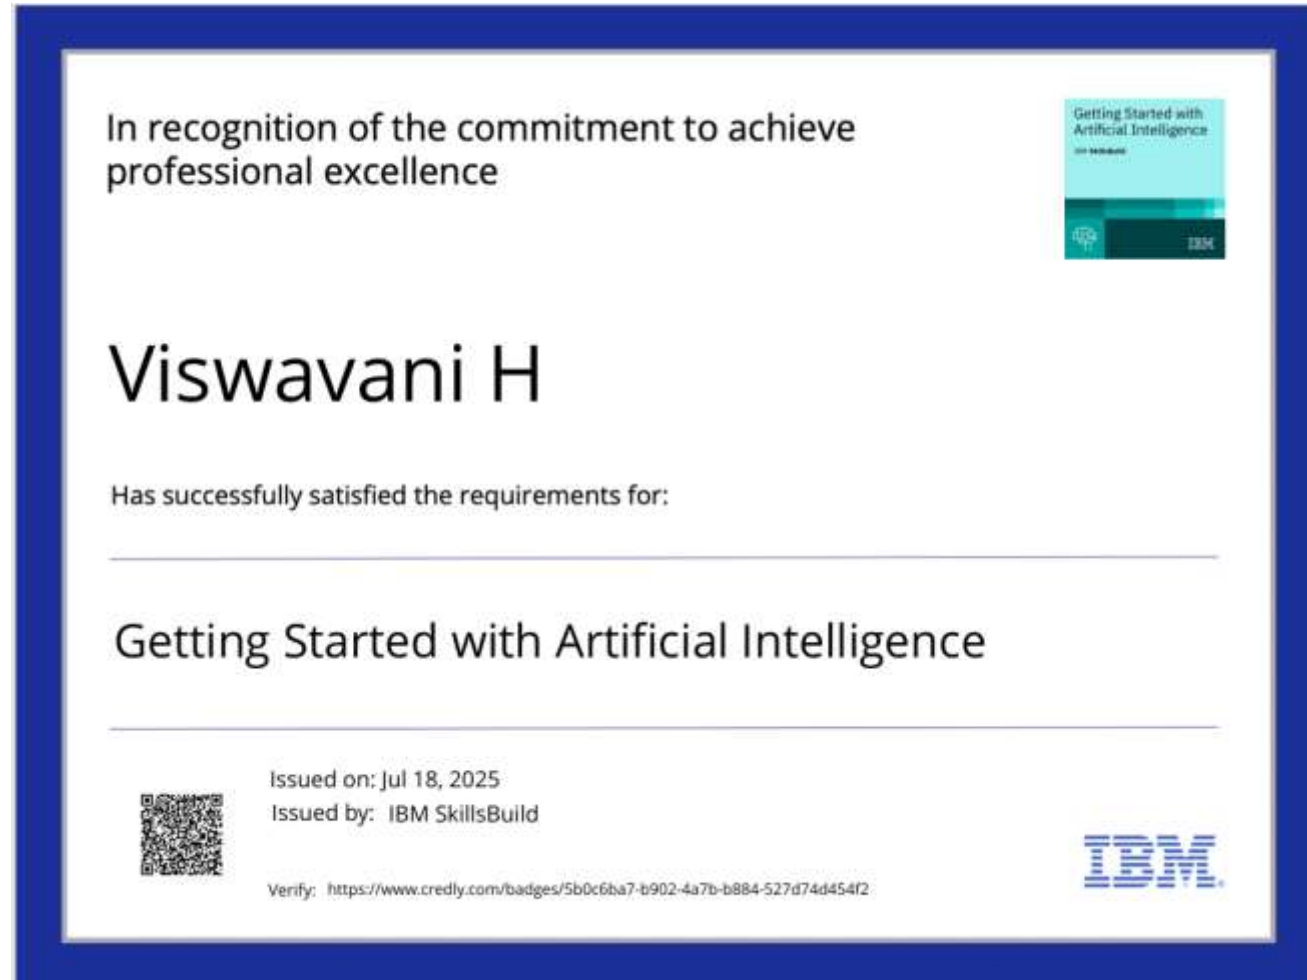 In recognition of the commitment to achieve
professional excellence
Getting Started with
Artificial Intelligence
IBM SkillsBuild
IBM
Viswavani H
Has successfully satisfied the requirements for:
Getting Started with Artificial Intelligence
Issued on: Jul 18, 2025
Issued by: IBM SkillsBuild
IBM.
Verify: https://www.credly.com/badges/5b0c6ba7-b902-4a7b-b884-527d74d454f2